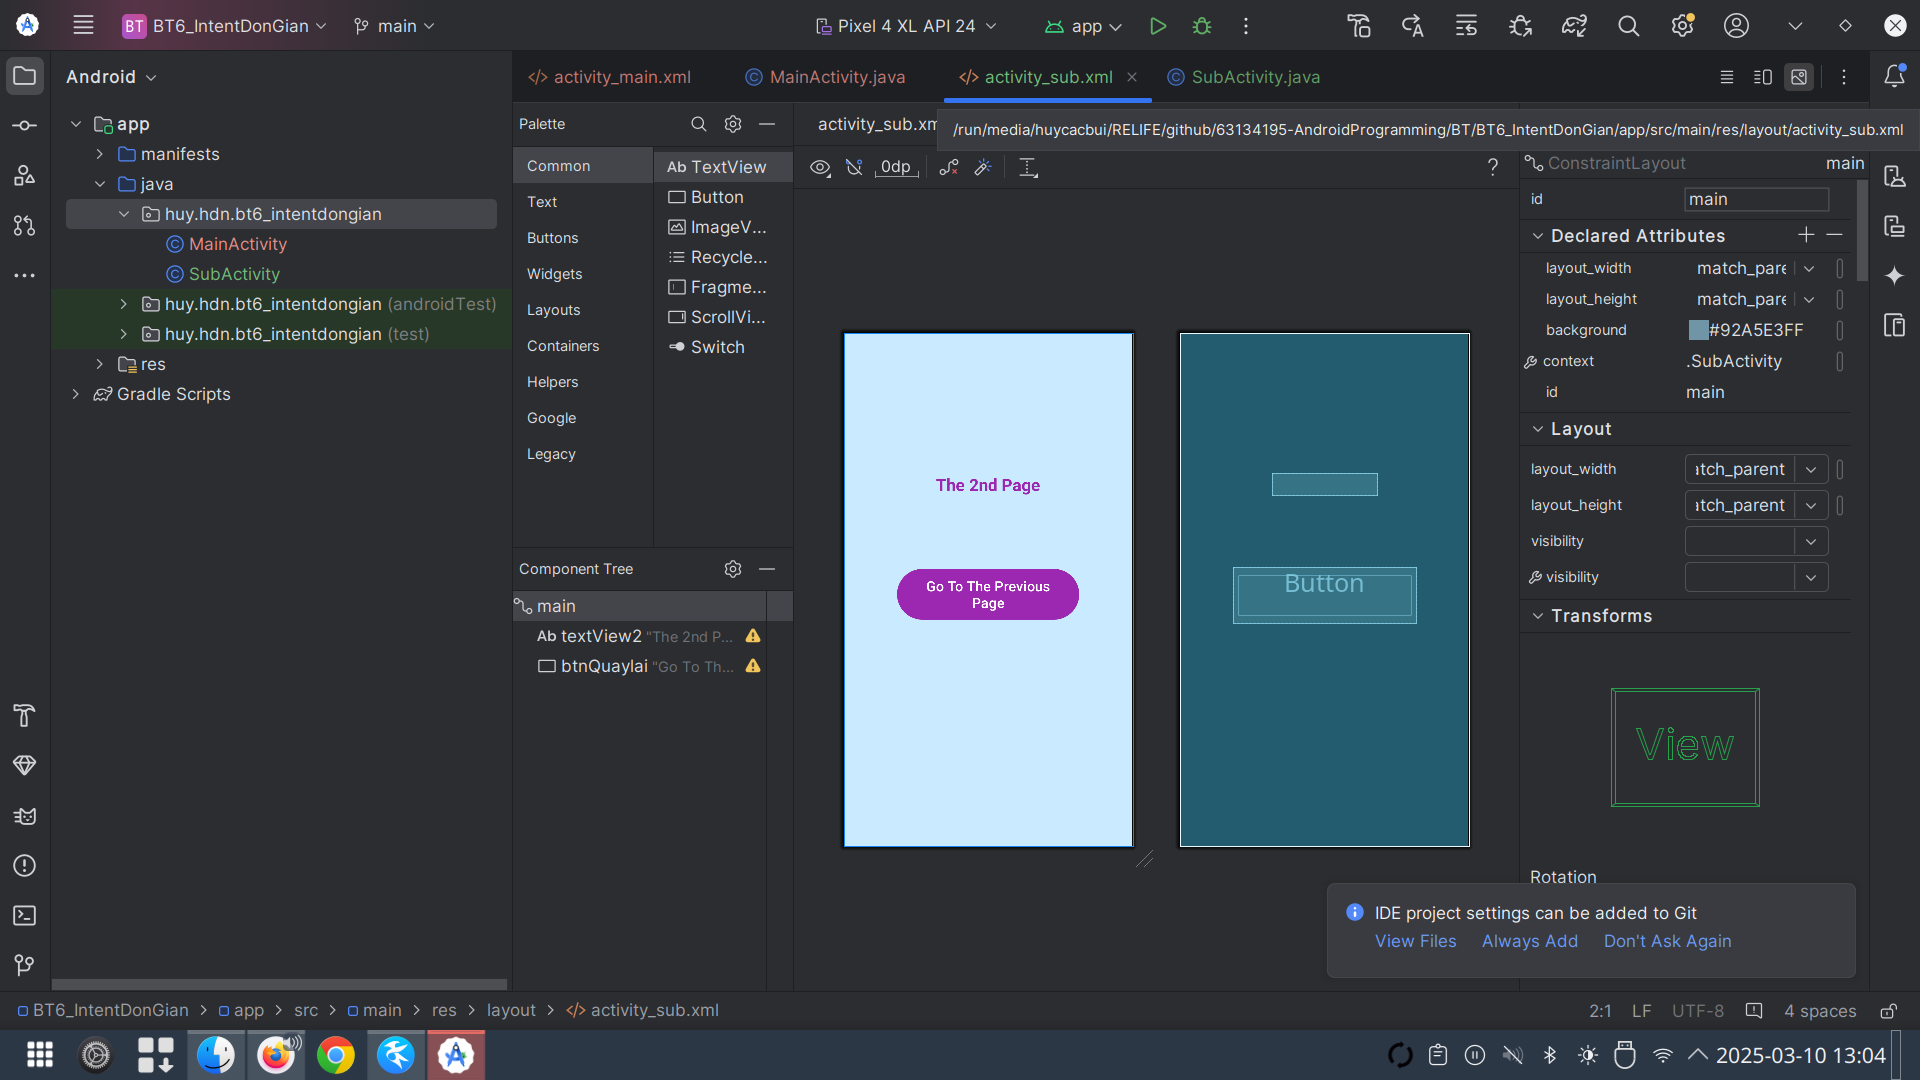 BT BT6_IntentDonGian
main
Pixel 4 XL API 24
app
Android
activity_main.xml
MainActivity.java
activity_sub.xml
SubActivity.java
/run/media/huycacbui/RELIFE/github/63134195-AndroidProgramming/BT/BT6_IntentDonGian/app/src/main/res/layout/activity_sub.xml
app
manifests
java
huy.hdn.bt6_intentdongian
MainActivity
SubActivity
huy.hdn.bt6_intentdongian (androidTest)
huy.hdn.bt6_intentdongian (test)
res
Gradle Scripts
Palette
Common
Text
Buttons
Widgets
Layouts
Containers
Helpers
Google
Legacy
Ab TextView
Button
ImageV...
Recycle...
Fragme...
ScrollVi...
Switch
Component Tree
main
Ab textView2 "The 2nd P...
btnQuaylai "Go To Th...
activity_sub.xm
0dp
?
The 2nd Page
Go To The Previous
Page
Button
ConstraintLayout main
id main
Declared Attributes
layout_width match_pare
layout_height match_pare
background #92A5E3FF
context .SubActivity
id main
Layout
layout_width atch_parent
layout_height atch_parent
visibility
visibility
Transforms
View
Rotation
IDE project settings can be added to Git
View Files Always Add Don't Ask Again
BT6_IntentDonGian > app > src > main > res > layout > activity_sub.xml
2:1 LF UTF-8 4 spaces
2025-03-10 13:04